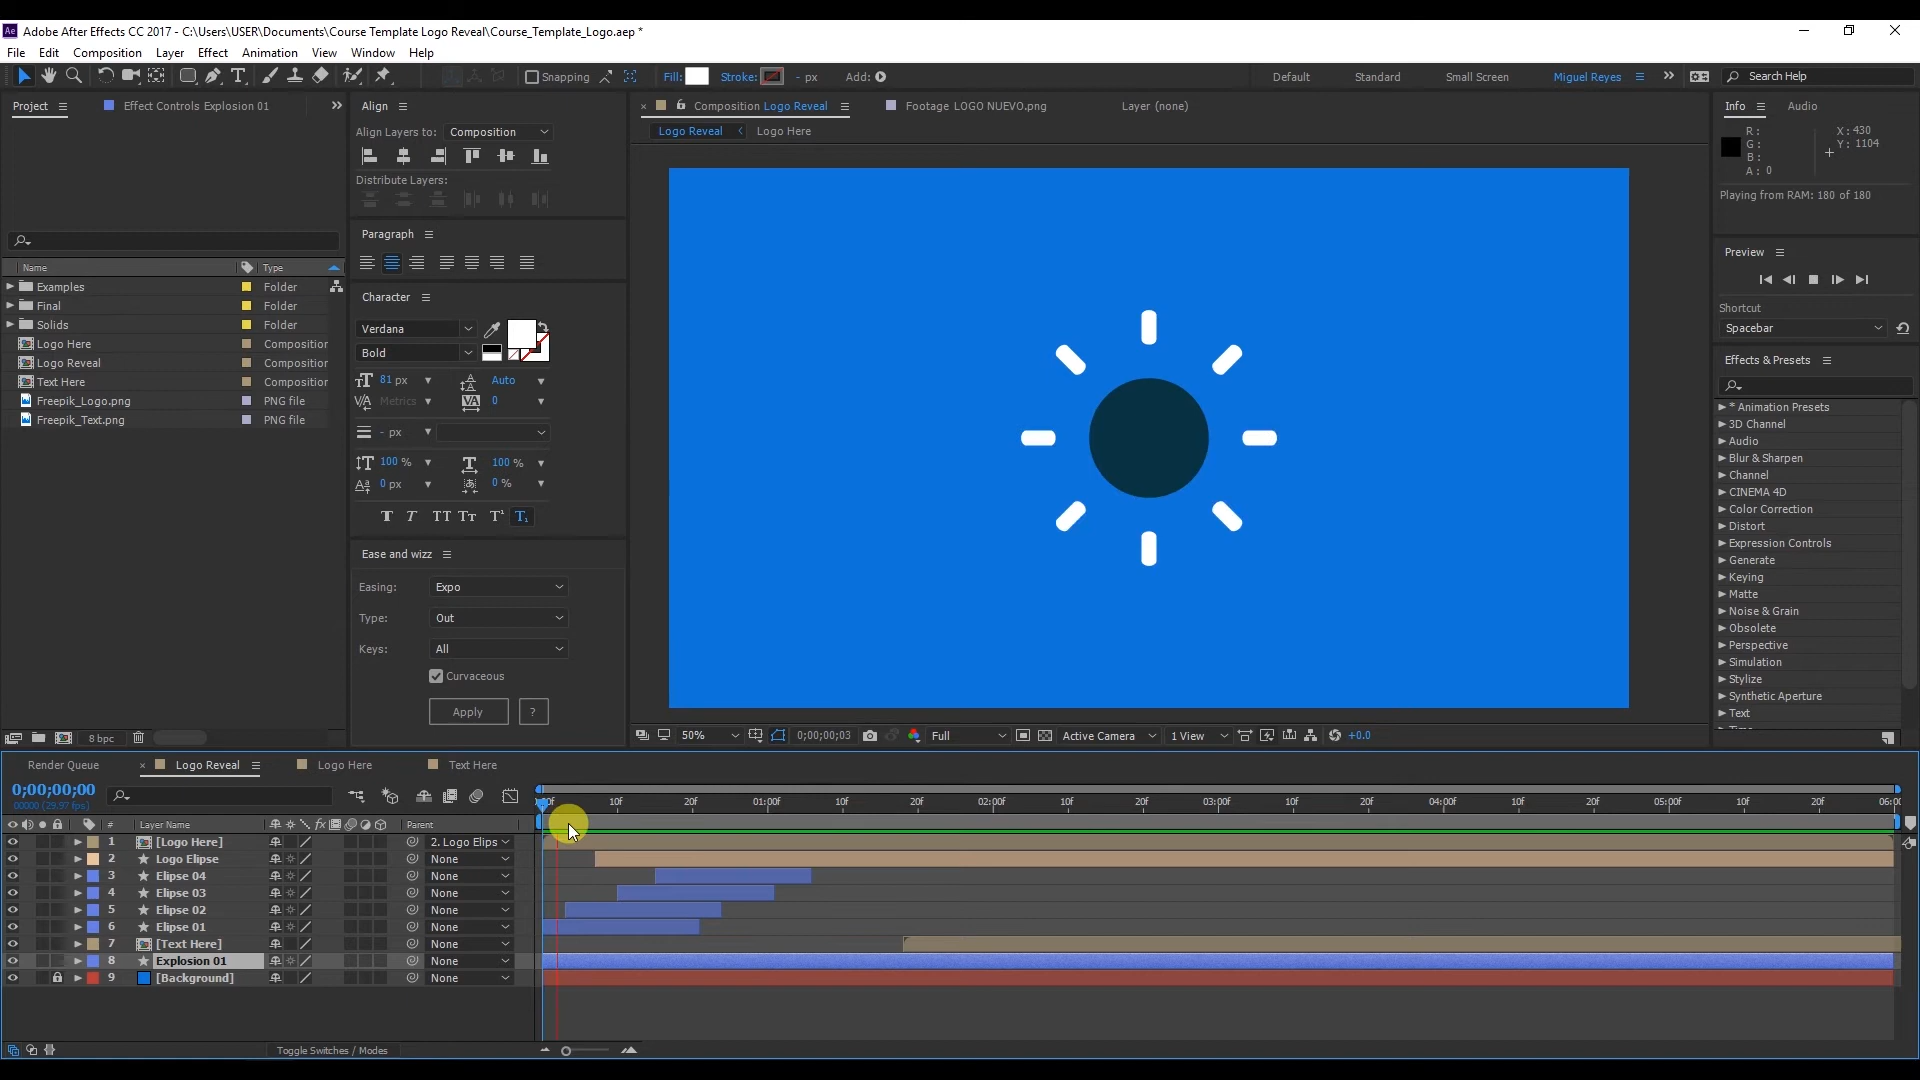 Adobe After Effects CC 2017 - C:\Users\USER\Documents\Course Template Logo Reveal\Course_Template_Logo.aep *
File Edit Composition Layer Effect Animation View Window Help
Snapping Fill: Stroke: - px Add: Default Standard Small Screen Miguel Reyes Search Help
Project Effect Controls Explosion 01
Name Type
Examples Folder
Final Folder
Solids Folder
Logo Here Composition
Logo Reveal Composition
Text Here Composition
Freepik_Logo.png PNG file
Freepik_Text.png PNG file
8 bpc
Align
Align Layers to: Composition
Distribute Layers:
Paragraph
Character
Verdana
Bold
81 px Auto
Metrics 0
- px
100 % 100 %
0 px 0 %
Ease and wizz
Easing: Expo
Type: Out
Keys: All
Curvaceous
Apply ?
Composition Logo Reveal Footage LOGO NUEVO.png Layer (none)
Logo Reveal Logo Here
50% 0;00;00;03 Full Active Camera 1 View +0.0
Info Audio
R: X: 430
G: Y: 1104
B:
A: 0
Playing from RAM: 180 of 180
Preview
Shortcut
Spacebar
Effects & Presets
* Animation Presets
3D Channel
Audio
Blur & Sharpen
Channel
CINEMA 4D
Color Correction
Distort
Expression Controls
Generate
Keying
Matte
Noise & Grain
Obsolete
Perspective
Simulation
Stylize
Synthetic Aperture
Text
Render Queue Logo Reveal Logo Here Text Here
0;00;00;00
00000 (29.97 fps)
10f 20f 01:00f 10f 20f 02:00f 10f 20f 03:00f 10f 20f 04:00f 10f 20f 05:00f 10f 20f 06:00
# Layer Name fx Parent
1 [Logo Here] 2. Logo Elips
2 Logo Elipse None
3 Elipse 04 None
4 Elipse 03 None
5 Elipse 02 None
6 Elipse 01 None
7 [Text Here] None
8 Explosion 01 None
9 [Background] None
Toggle Switches / Modes